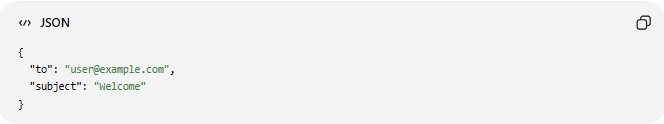 JSON
{
  "to": "user@example.com",
  "subject": "Welcome"
}